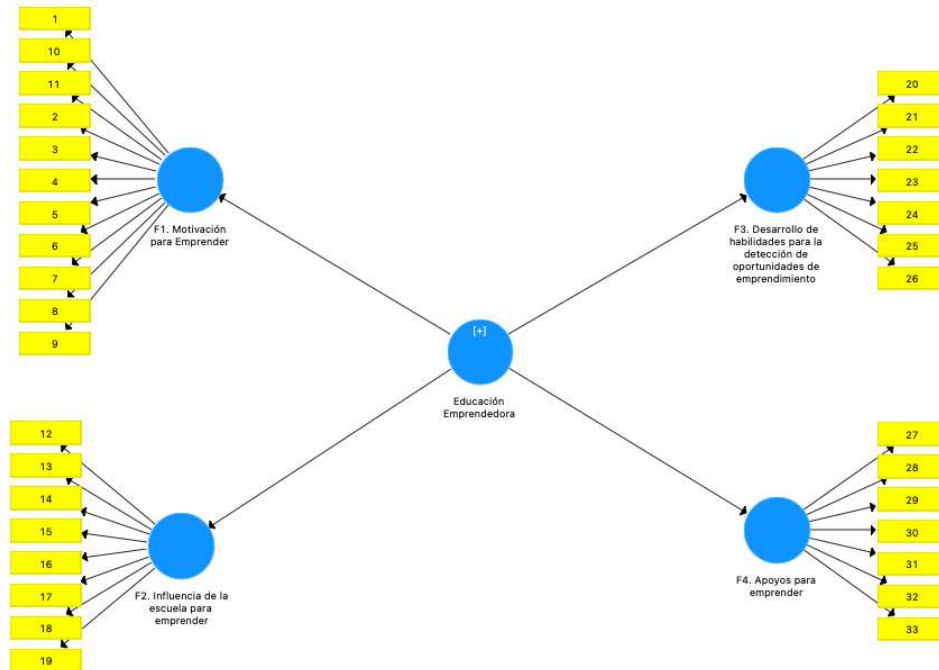 1
10
11
2
3
4
5
6
7
8
9
F1. Motivación
para Emprender
20
21
22
23
24
25
26
F3. Desarrollo de
habilidades para la
detección de
oportunidades de
emprendimiento
[+]
Educación
Emprendedora
12
13
14
15
16
17
18
19
F2. Influencia de la
escuela para
emprender
27
28
29
30
31
32
33
F4. Apoyos para
emprender